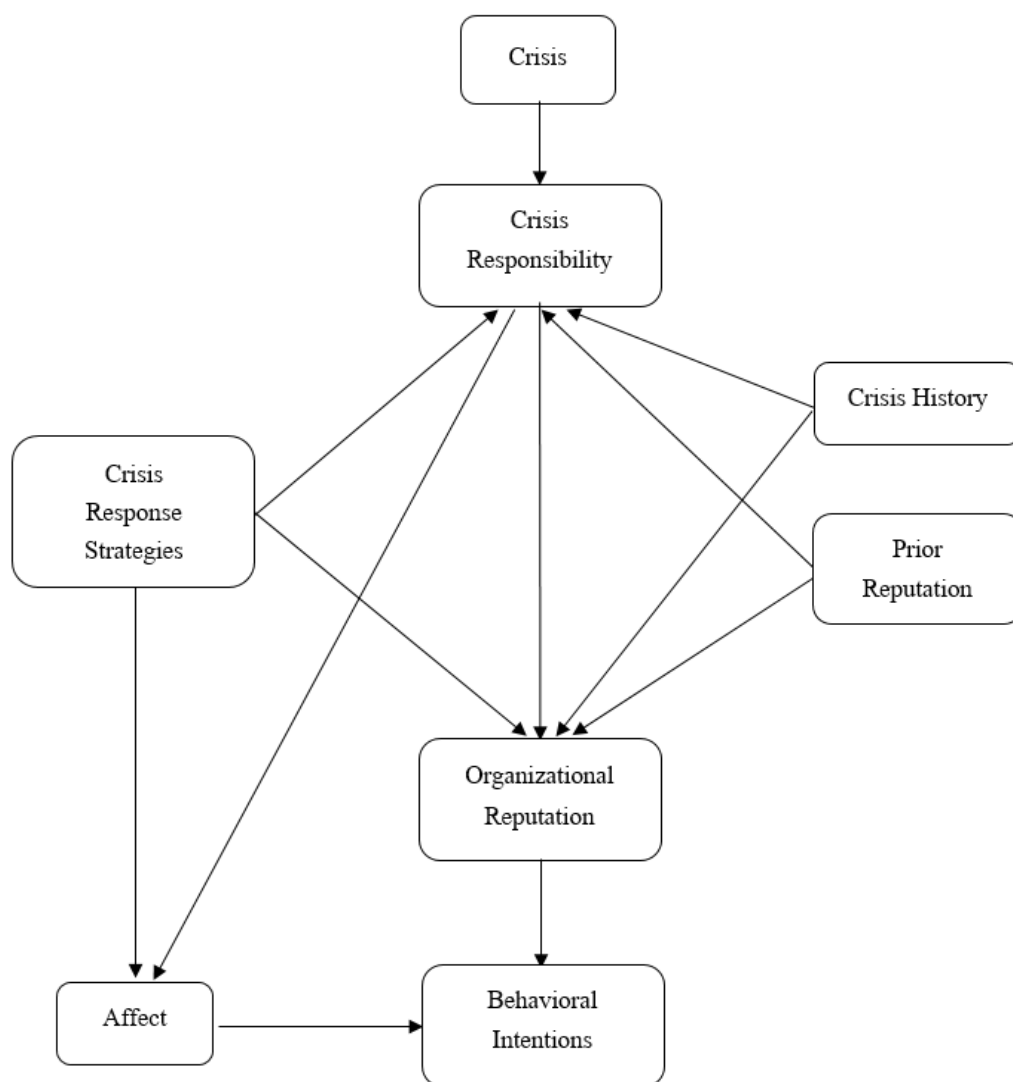 Crisis
Crisis
Responsibility
Crisis History
Crisis
Response
Strategies
Prior
Reputation
Organizational
Reputation
Affect
Behavioral
Intentions